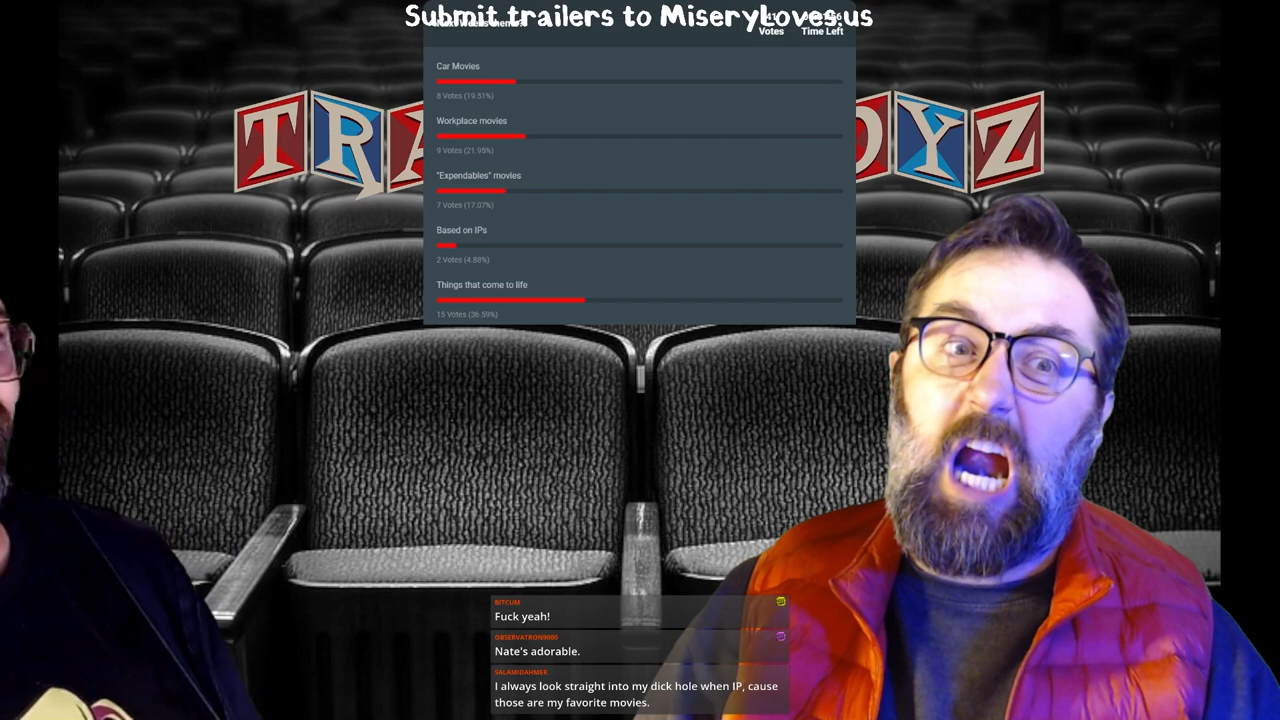 Submit trailers to MiseryLoves.us
Votes
Time Left
Car Movies
8 Votes (19.51%)
TRA
OYZ
Workplace movies
9 Votes (21.95%)
"Expendables" movies
7 Votes (17.07%)
Based on IPs
2 Votes (4.88%)
Things that come to life
15 Votes (36.59%)
BITCUM
Fuck yeah!
OBSERVATRON9000
Nate's adorable.
SALAMIDAHMER
I always look straight into my dick hole when IP, cause
those are my favorite movies.